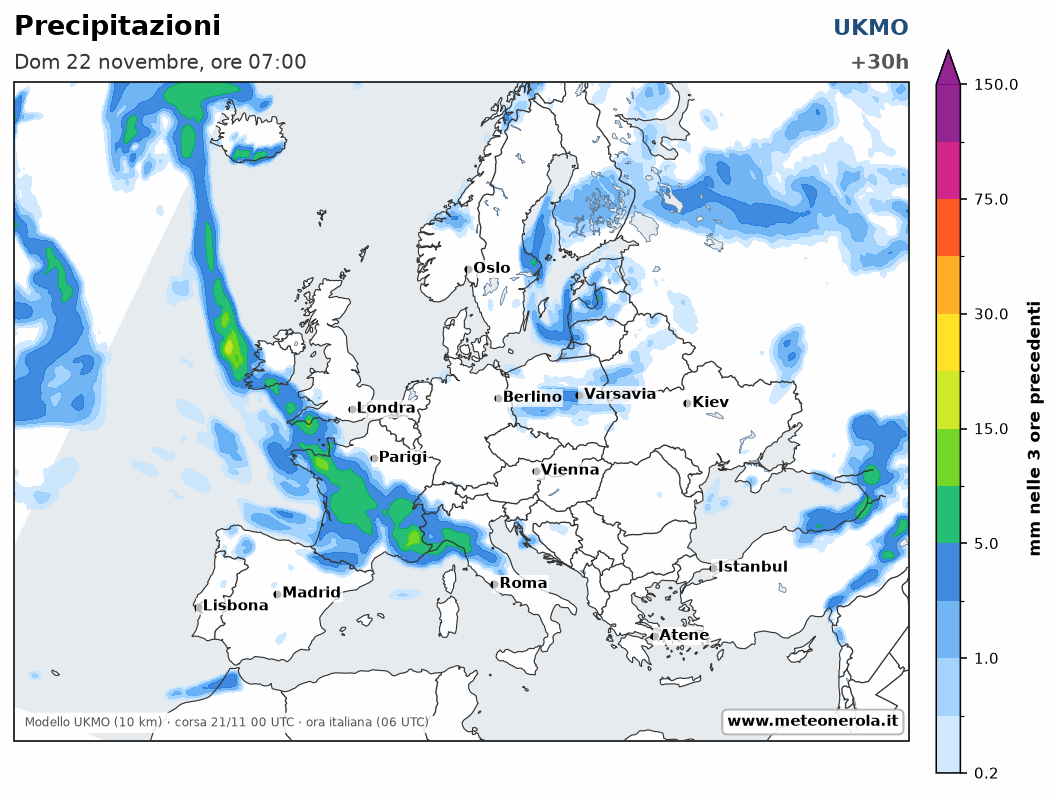 Precipitazioni
UKMO
Dom 22 novembre, ore 07:00
+30h
150.0
75.0
30.0
15.0
5.0
1.0
0.2
mm nelle 3 ore precedenti
Oslo
Londra
Berlino
Varsavia
Kiev
Parigi
Vienna
Istanbul
Roma
Madrid
Lisbona
Atene
Modello UKMO (10 km) · corsa 21/11 00 UTC · ora italiana (06 UTC)
www.meteonerola.it